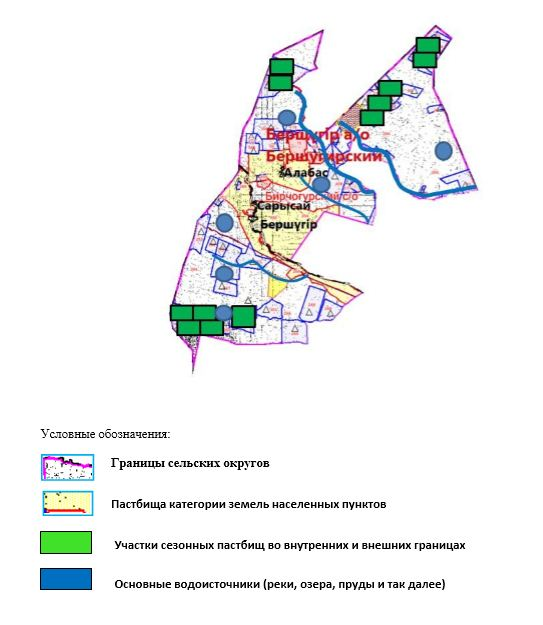 Бершүгір а/о
Бершугирский
Алабас
Бирчогурский с/о
Сарысай
Бершүгір
Условные обозначения:
Границы сельских округов
Пастбища категории земель населенных пунктов
Участки сезонных пастбищ во внутренних и внешних границах
Основные водоисточники (реки, озера, пруды и так далее)